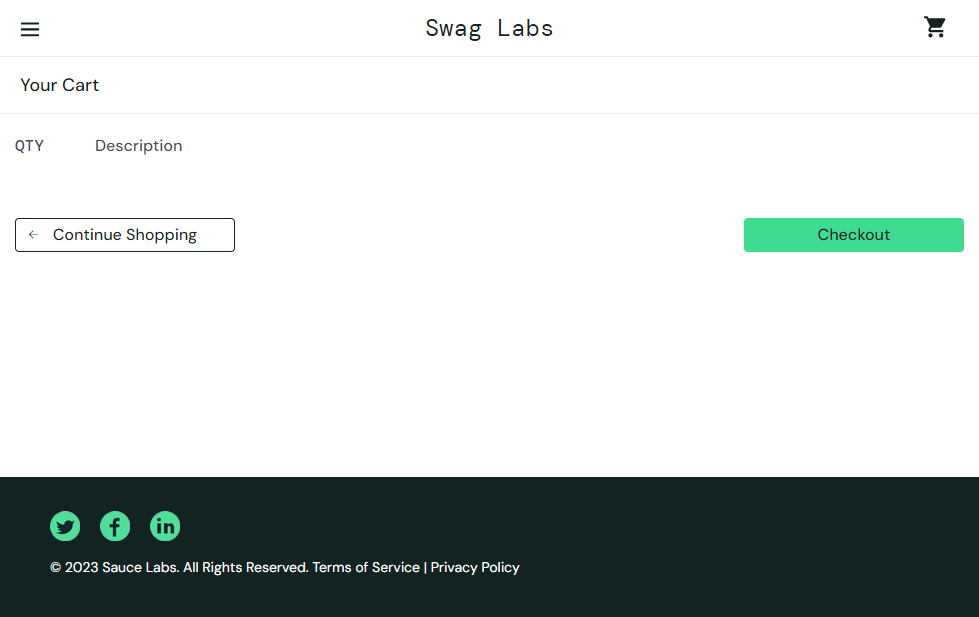 Swag Labs
Your Cart
QTY Description
Continue Shopping
Checkout
© 2023 Sauce Labs. All Rights Reserved. Terms of Service | Privacy Policy